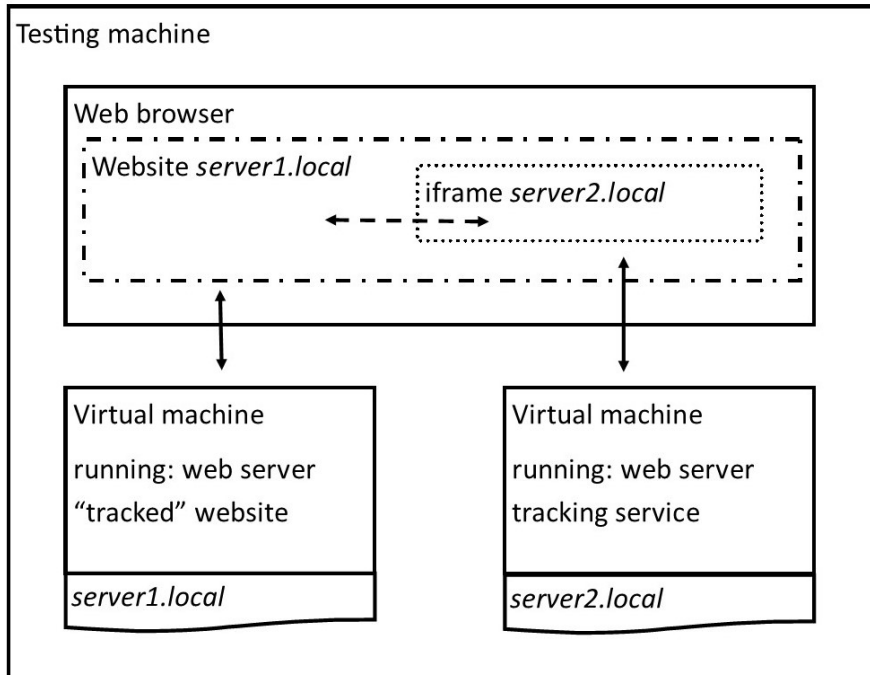 Testing machine
Web browser
Website server1.local
iframe server2.local
Virtual machine
running: web server
“tracked” website
server1.local
Virtual machine
running: web server
tracking service
server2.local